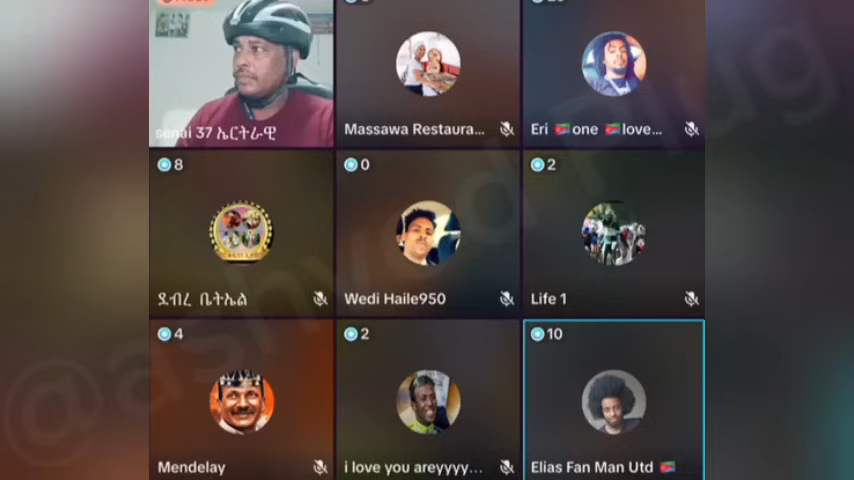 senai 37 ኤርትራዊ
Massawa Restaura...
Eri 🇪🇷one 🇪🇷love...
8
0
2
ደብረ ቤትኤል
Wedi Haile950
Life 1
4
2
10
Mendelay
i love you areyyyy...
Elias Fan Man Utd 🇪🇷